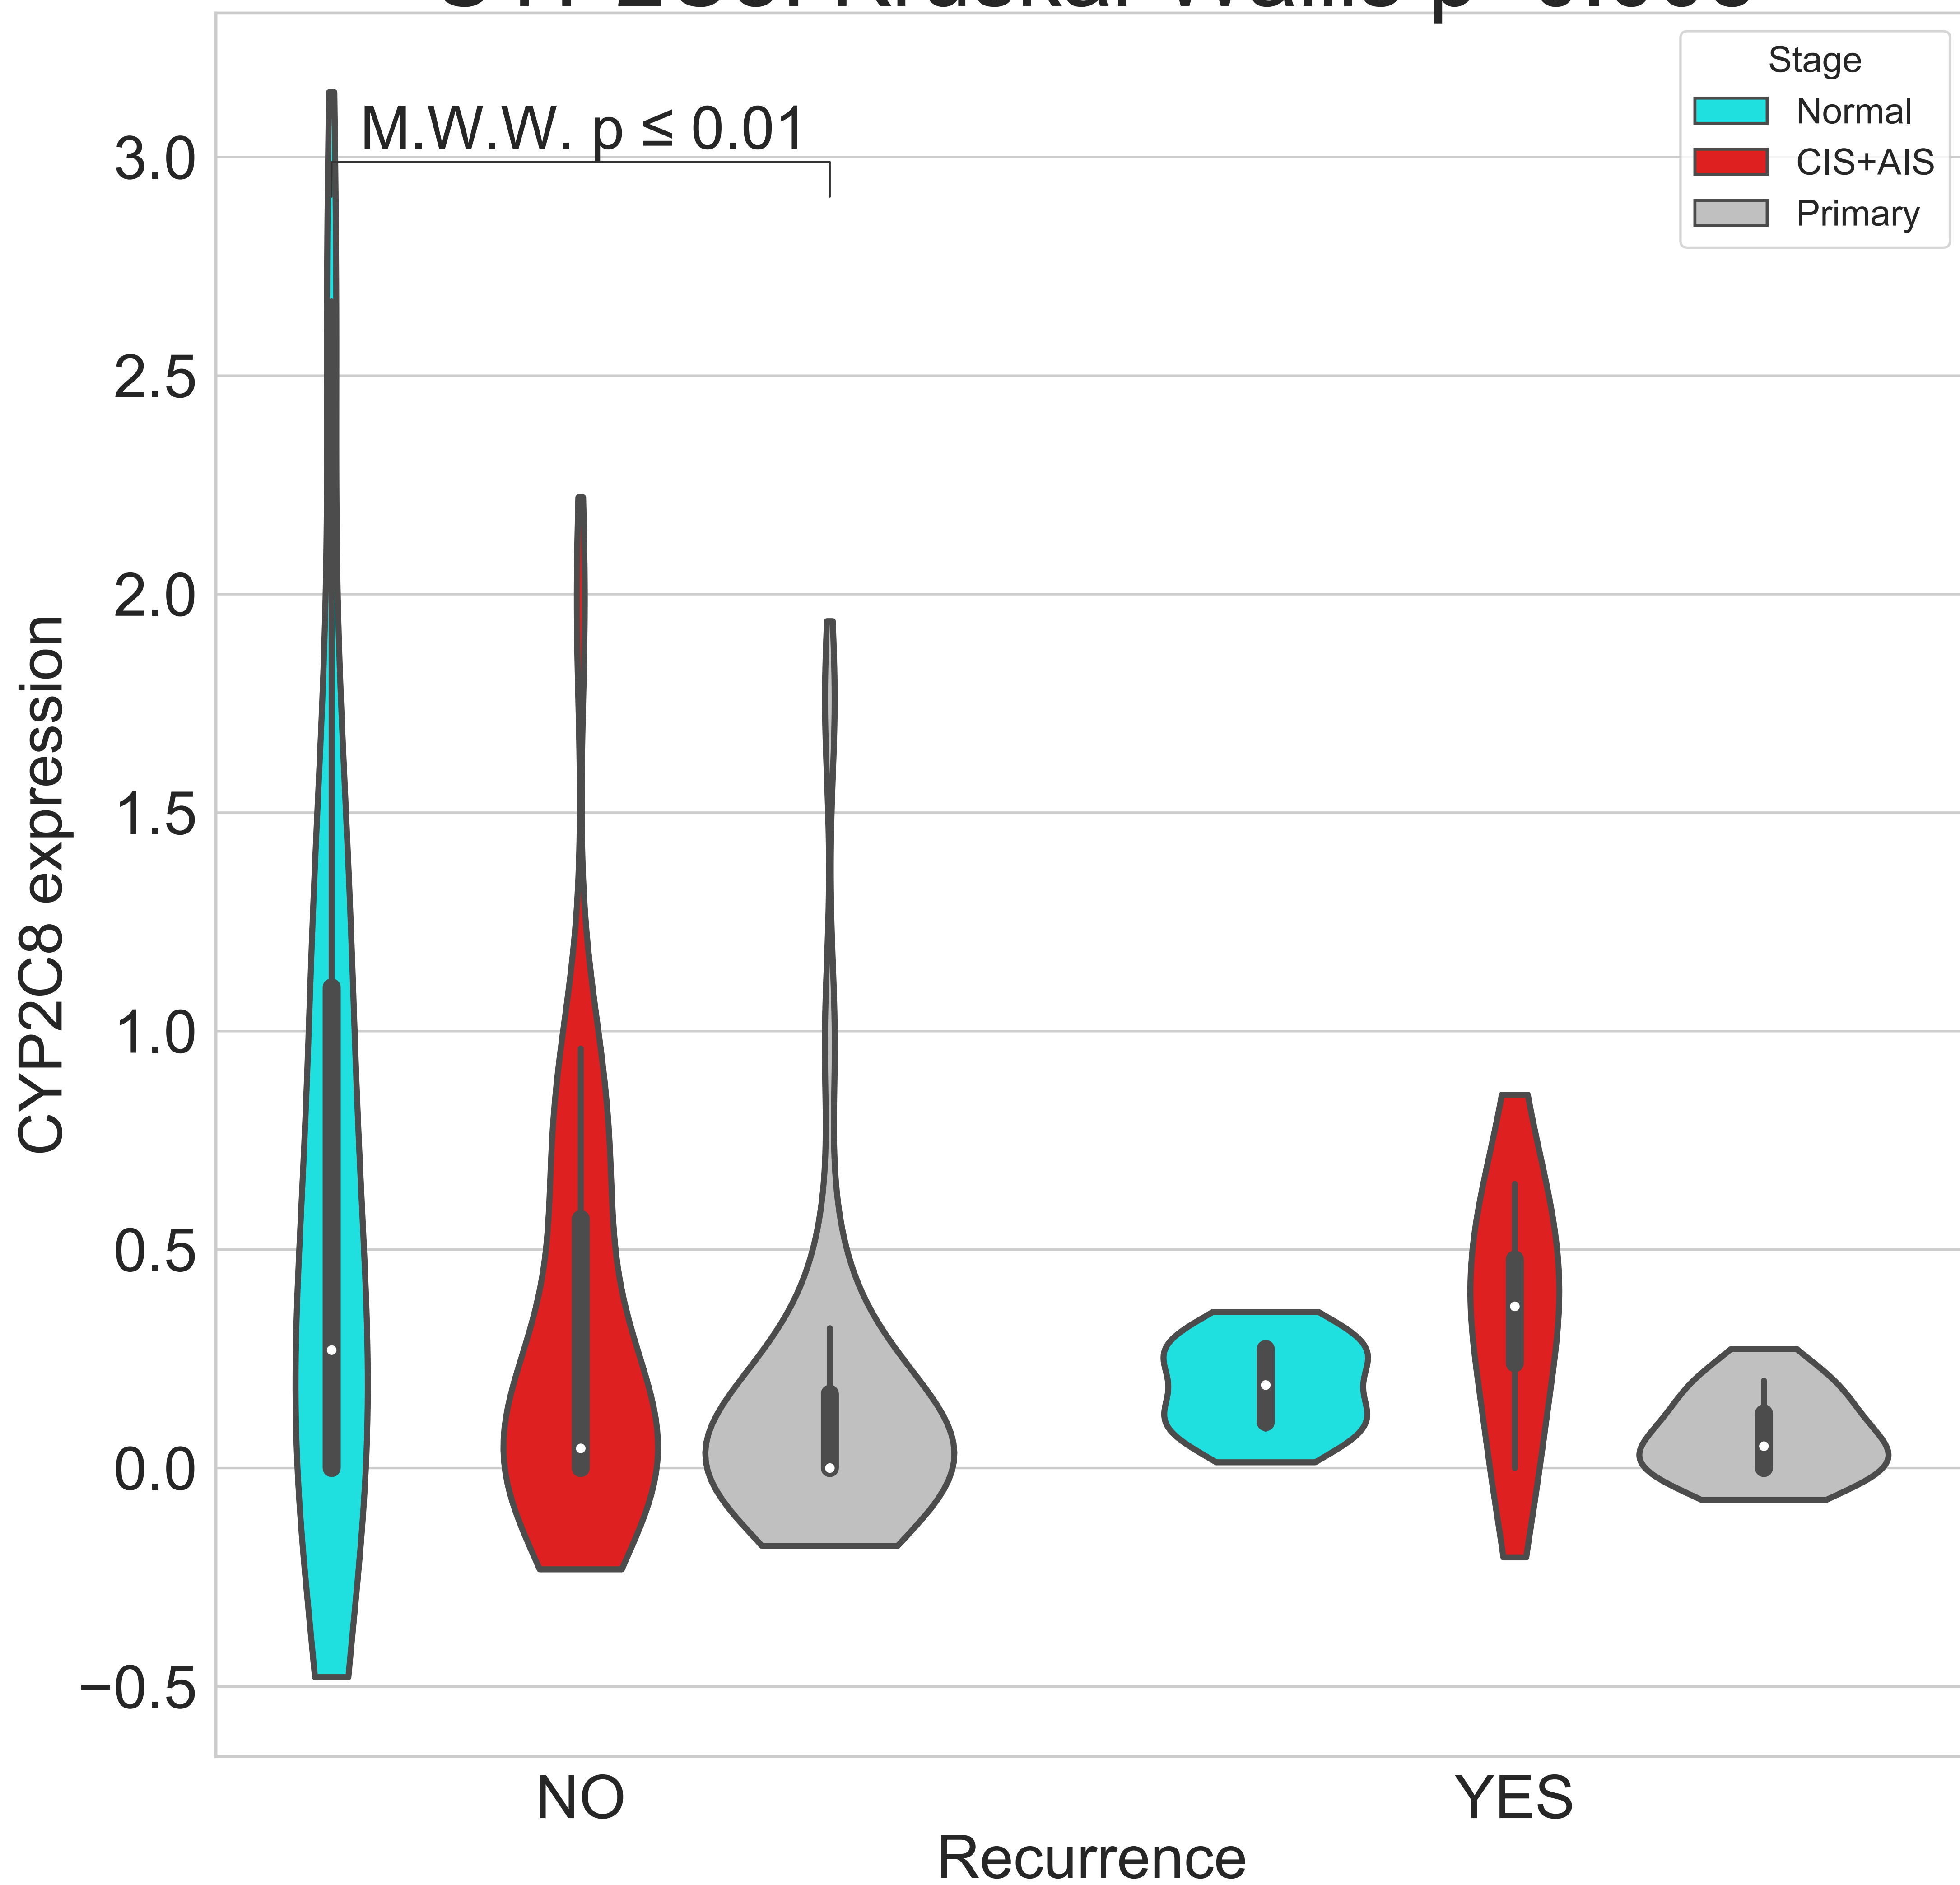 Stage
Normal
CIS+AIS
Primary
M.W.W. p ≤ 0.01
3.0
2.5
2.0
1.5
1.0
0.5
0.0
−0.5
CYP2C8 expression
NO
YES
Recurrence